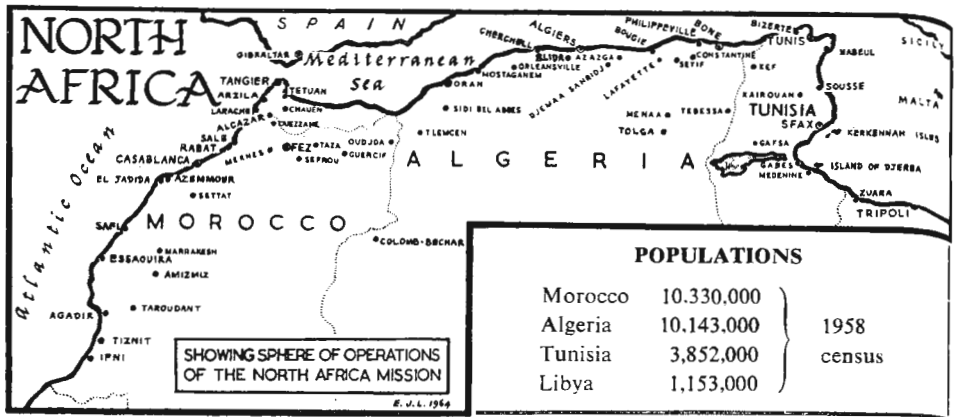 NORTH
AFRICA
SPAIN
GIBRALTAR
Mediterranean
Sea
Atlantic Ocean
TANGIER
TETUAN
ARZILA
LARACHE
CHAUEN
ALCAZAR
OUEZZANE
SALE
RABAT
CASABLANCA
MEKNES
FEZ
TAZA
OUDJDA
SEFROU
GUERCIF
EL JADIDA
AZEMMOUR
SETTAT
SAFI
MOROCCO
ESSAOUIRA
MARRAKESH
AMIZMIZ
AGADIR
TAROUDANT
TIZNIT
IFNI
CHERCHELL
ALGIERS
BOUGIE
PHILIPPEVILLE
BONE
BLIDA
AZAZGA
ORLEANSVILLE
MOSTAGANEM
ORAN
DJEMAA SAHRIDJ
LAFAYETTE
SETIF
CONSTANTINE
SIDI BEL ABBES
TLEMCEN
MENAA
TEBESSA
TOLGA
ALGERIA
COLOMB-BECHAR
BIZERTE
TUNIS
NABEUL
KEF
KAIROUAN
SOUSSE
TUNISIA
SFAX
KERKENNAH ISLES
GAFSA
GABES
MEDENINE
ISLAND OF DJERBA
ZUARA
TRIPOLI
SICILY
MALTA
SHOWING SPHERE OF OPERATIONS
OF THE NORTH AFRICA MISSION
E.J.L. 1964
POPULATIONS
Morocco 10.330,000
Algeria 10.143,000
Tunisia 3,852,000
Libya 1,153,000
1958
census